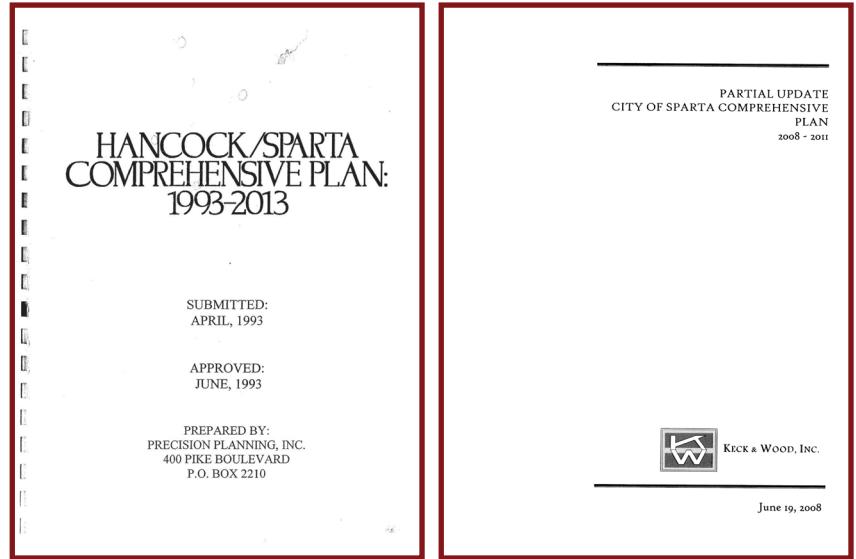 HANCOCK/SPARTA
COMPREHENSIVE PLAN:
1993-2013
SUBMITTED:
APRIL, 1993
APPROVED:
JUNE, 1993
PREPARED BY:
PRECISION PLANNING, INC.
400 PIKE BOULEVARD
P.O. BOX 2210
PARTIAL UPDATE
CITY OF SPARTA COMPREHENSIVE
PLAN
2008 - 2011
KW
KECK & WOOD, INC.
June 19, 2008